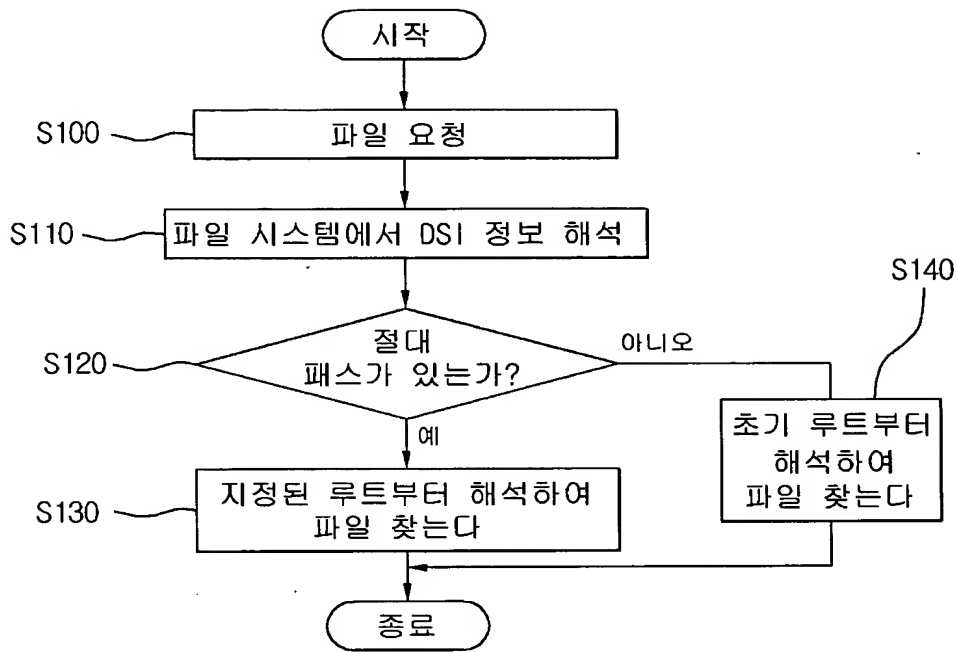 시작
S100
파일 요청
S110
파일 시스템에서 DSI 정보 해석
S140
S120
절대
패스가 있는가?
아니오
예
초기 루트부터
해석하여
파일 찾는다
S130
지정된 루트부터 해석하여
파일 찾는다
종료